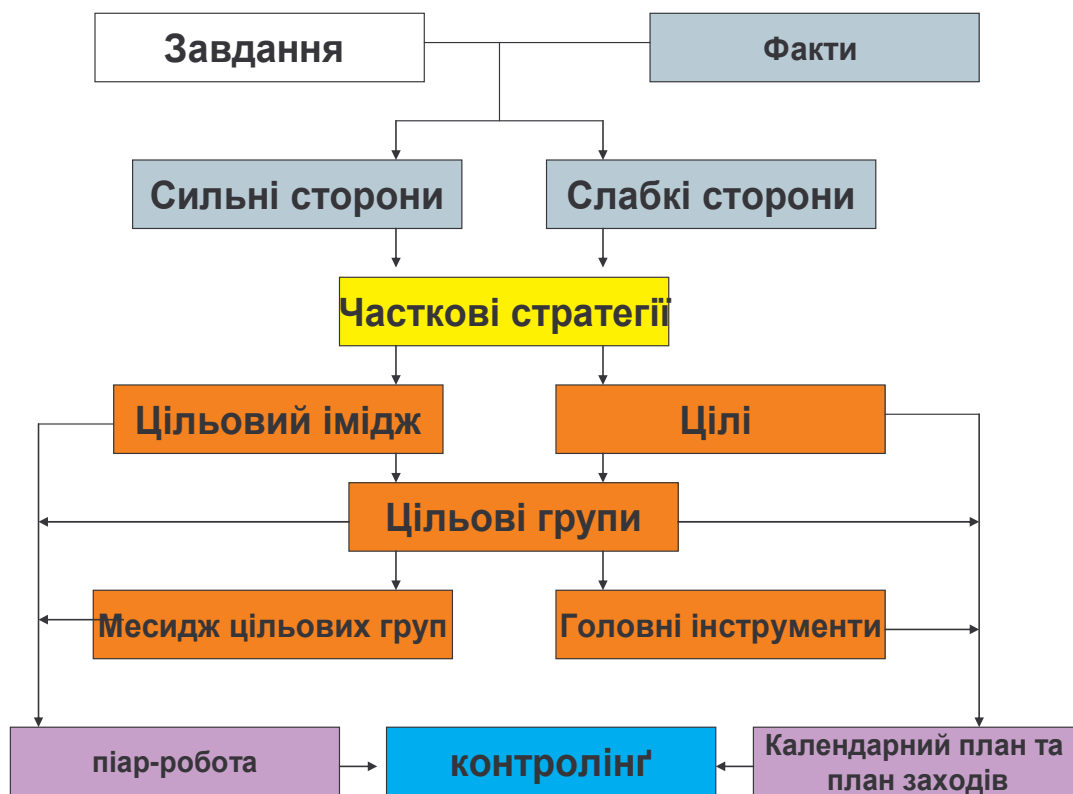 Завдання
Факти
Сильні сторони
Слабкі сторони
Часткові стратегії
Цільовий імідж
Цілі
Цільові групи
Месидж цільових груп
Головні інструменти
піар-робота
контролінґ
Календарний план та
план заходів